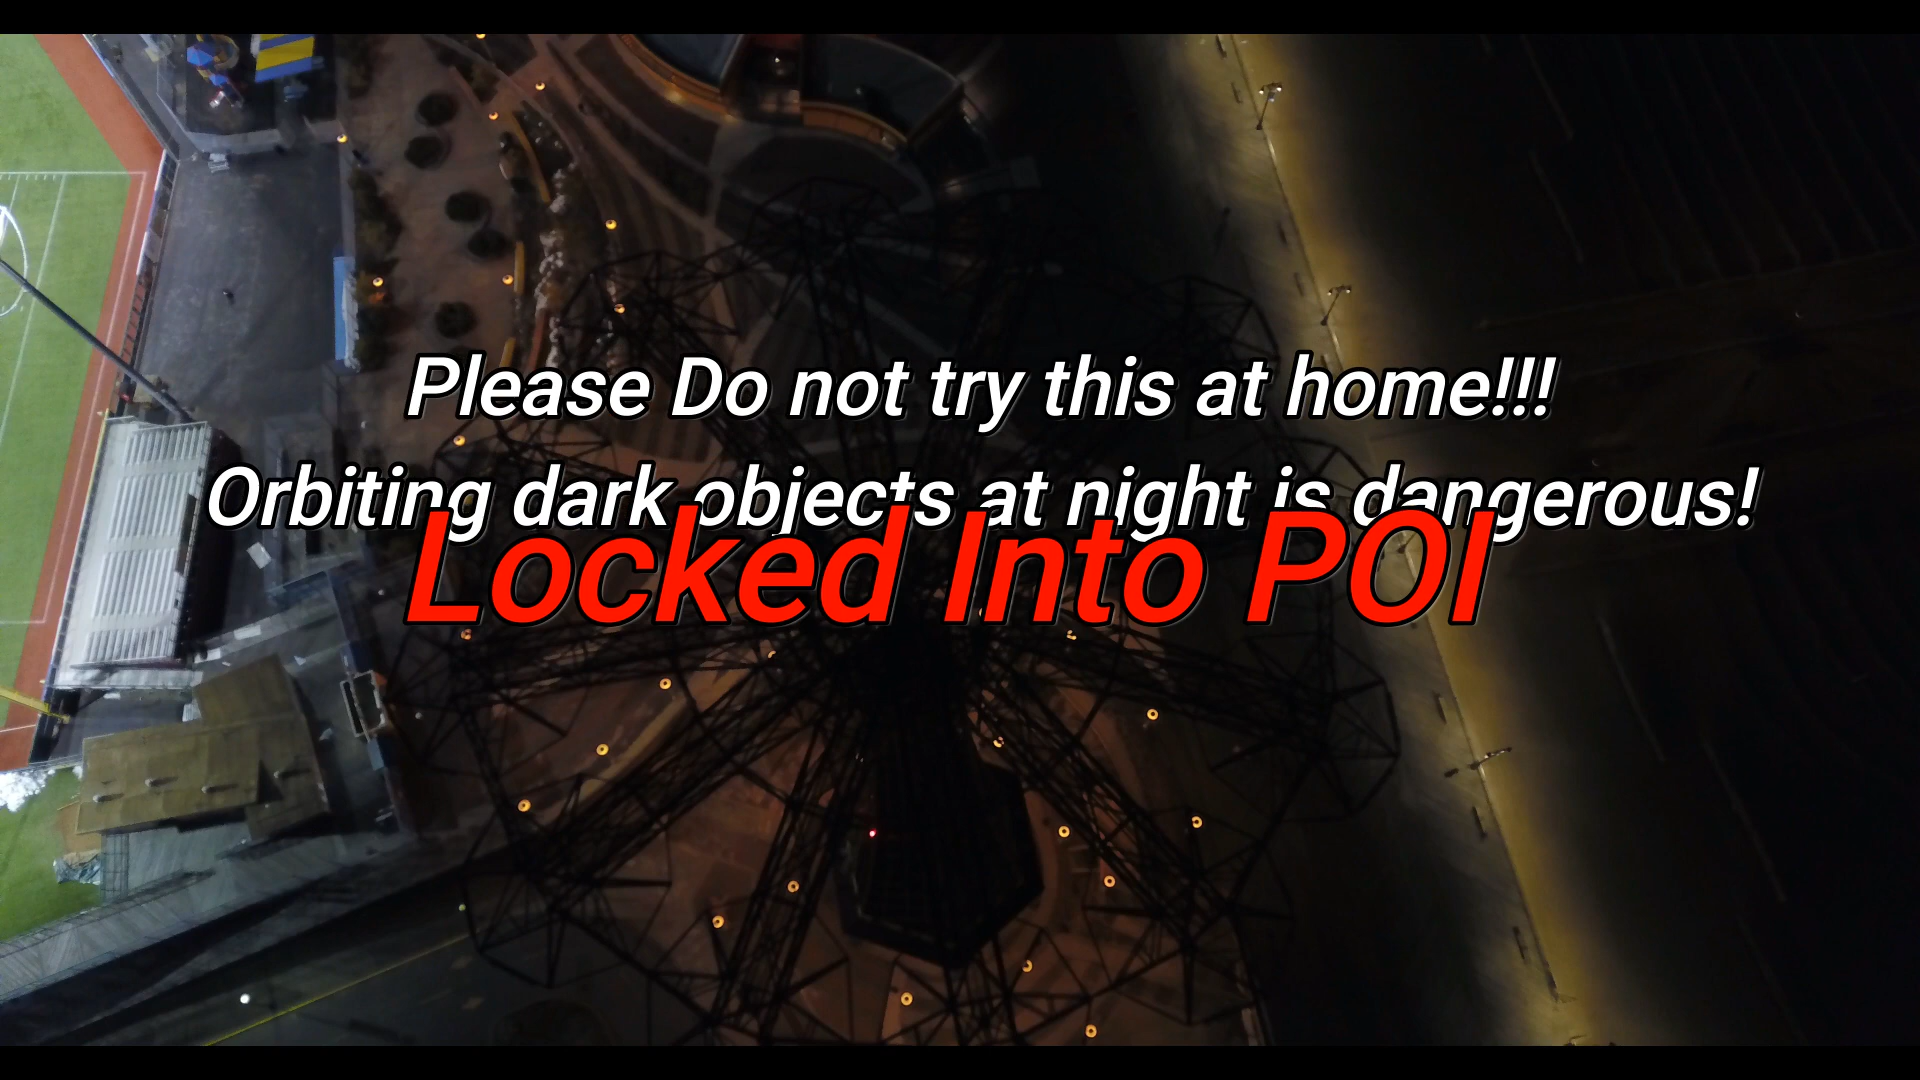 Please Do not try this at home!!!
Orbiting dark objects at night is dangerous!
Locked Into POI